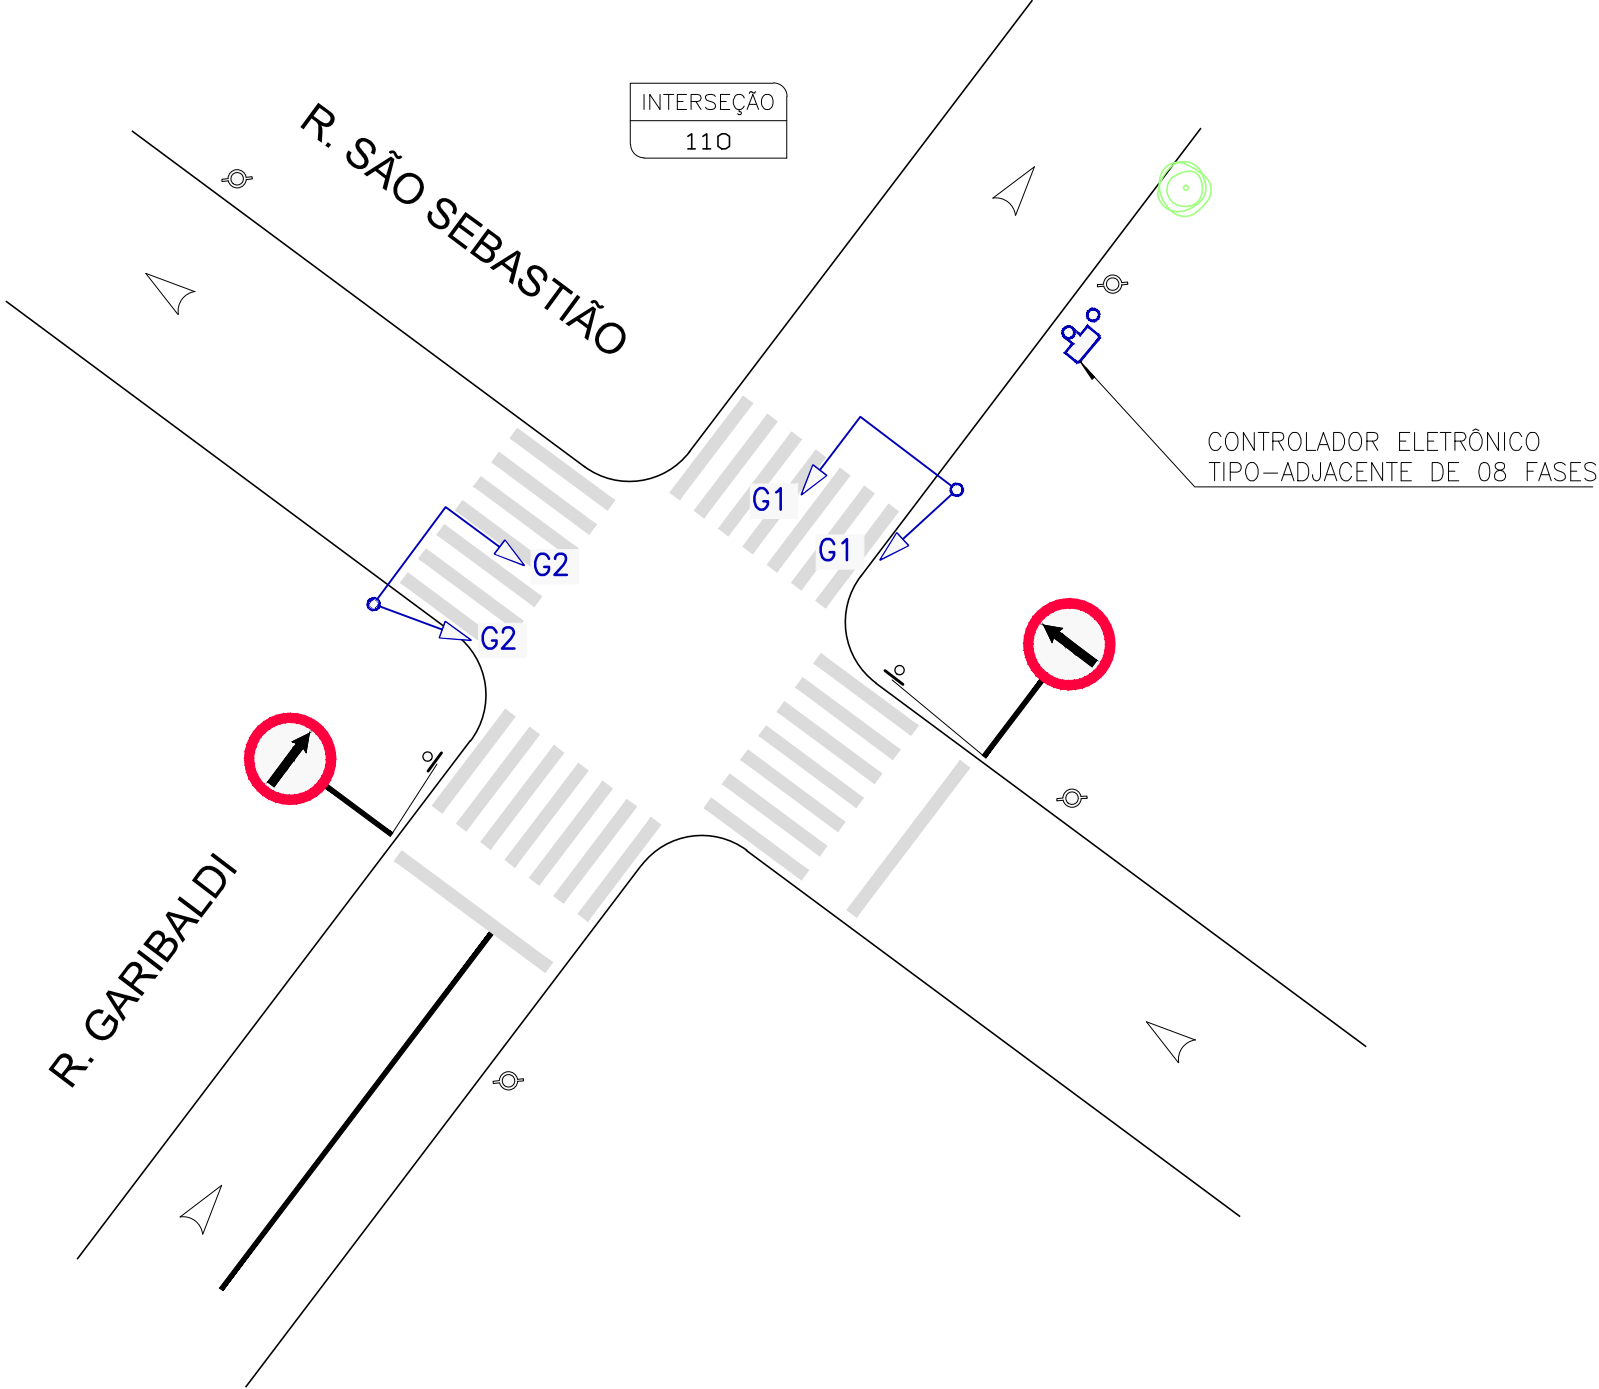 INTERSEÇÃO
110
R. SÃO SEBASTIÃO
CONTROLADOR ELETRÔNICO
TIPO-ADJACENTE DE 08 FASES
G1
G1
G2
G2
R. GARIBALDI